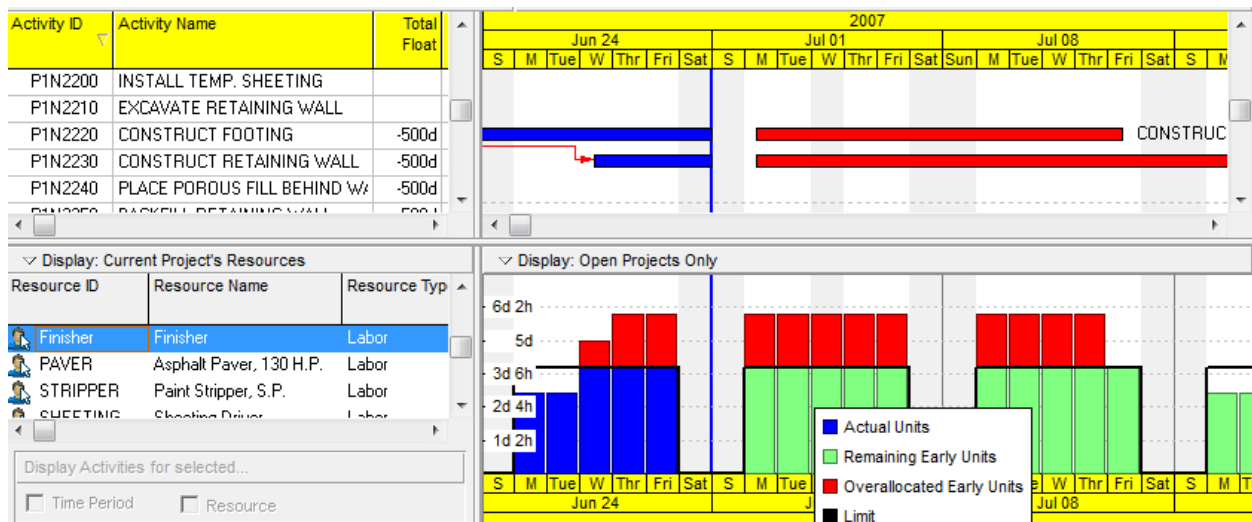 Activity ID Activity Name Total Float
2007
Jun 24 Jul 01 Jul 08
S M Tue W Thr Fri Sat S M Tue W Thr Fri Sat Sun M Tue W Thr Fri Sat S M
P1N2200 INSTALL TEMP. SHEETING
P1N2210 EXCAVATE RETAINING WALL
P1N2220 CONSTRUCT FOOTING -500d CONSTRUC
P1N2230 CONSTRUCT RETAINING WALL -500d
P1N2240 PLACE POROUS FILL BEHIND WA -500d
Display: Current Project's Resources
Display: Open Projects Only
Resource ID Resource Name Resource Typ
Finisher Finisher Labor
PAVER Asphalt Paver, 130 H.P. Labor
STRIPPER Paint Stripper, S.P. Labor
SHEETING Sheeting Driver Labor
Display Activities for selected...
Time Period Resource
6d 2h
5d
3d 6h
2d 4h
1d 2h
Actual Units
Remaining Early Units
Overallocated Early Units
Limit
S M Tue W Thr Fri Sat S M Tue W Thr Fri Sat S M T
Jun 24 J Jul 08